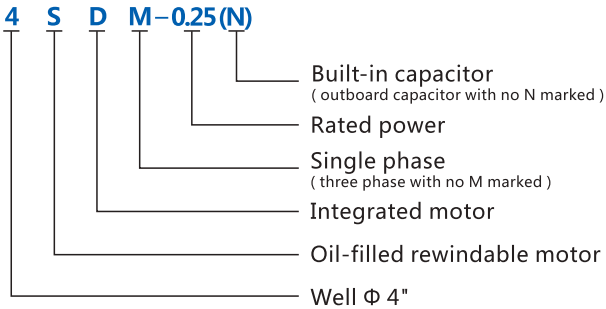 4 S D M-0.25(N)
Built-in capacitor
( outboard capacitor with no N marked )
Rated power
Single phase
( three phase with no M marked )
Integrated motor
Oil-filled rewindable motor
Well Φ 4"